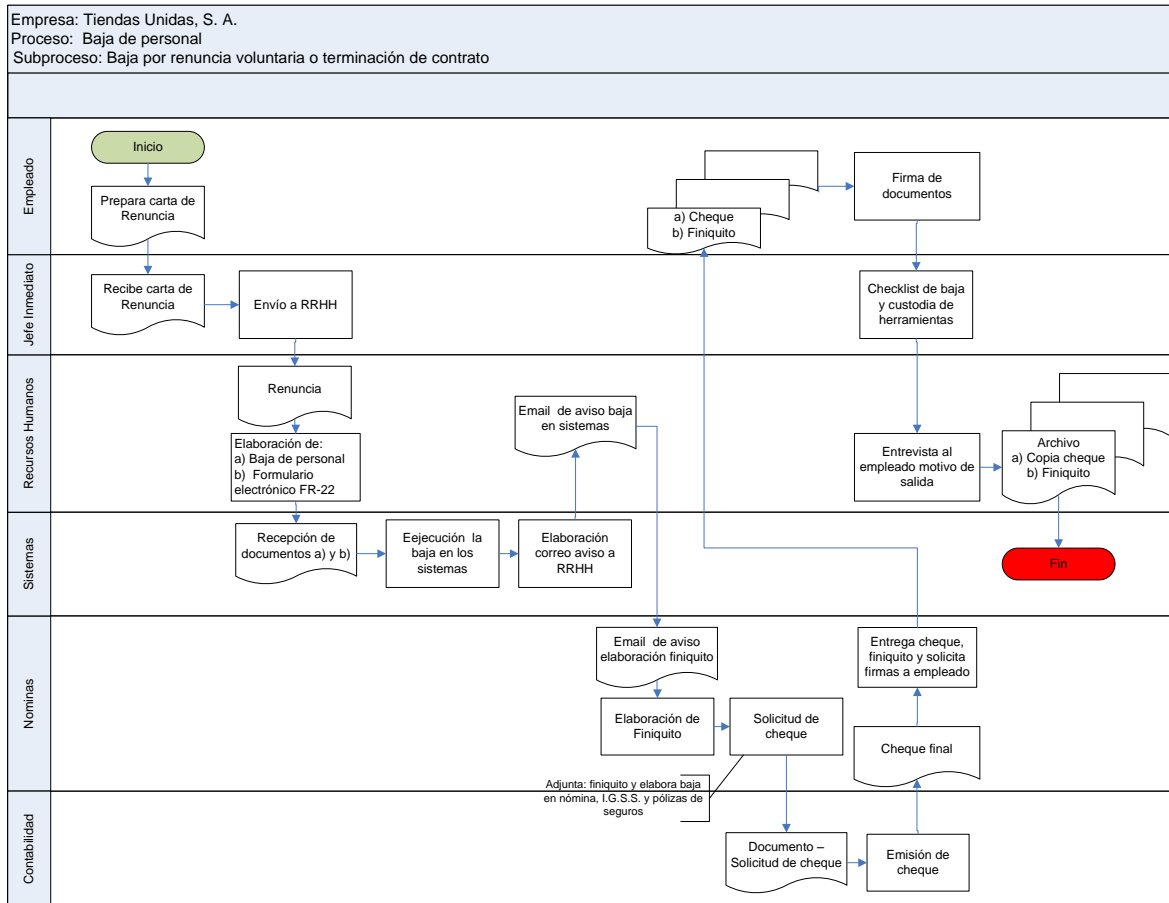 Empresa: Tiendas Unidas, S. A.
Proceso:  Baja de personal
Subproceso: Baja por renuncia voluntaria o terminación de contrato
Empleado
Inicio
Prepara carta de
Renuncia
a) Cheque
b) Finiquito
Firma de
documentos
Jefe Inmediato
Recibe carta de
Renuncia
Envío a RRHH
Checklist de baja
y custodia de
herramientas
Recursos Humanos
Renuncia
Elaboración de:
a) Baja de personal
b)  Formulario
electrónico FR-22
Email  de aviso baja
en sistemas
Entrevista al
empleado motivo de
salida
Archivo
a) Copia cheque
b) Finiquito
Sistemas
Recepción de
documentos a) y b)
Eejecución  la
baja en los
sistemas
Elaboración
correo aviso a
RRHH
Fin
Nominas
Email  de aviso
elaboración finiquito
Entrega cheque,
finiquito y solicita
firmas a empleado
Elaboración de
Finiquito
Solicitud de
cheque
Cheque final
Adjunta: finiquito y elabora baja
en nómina, I.G.S.S. y pólizas de
seguros
Contabilidad
Documento –
Solicitud de cheque
Emisión de
cheque